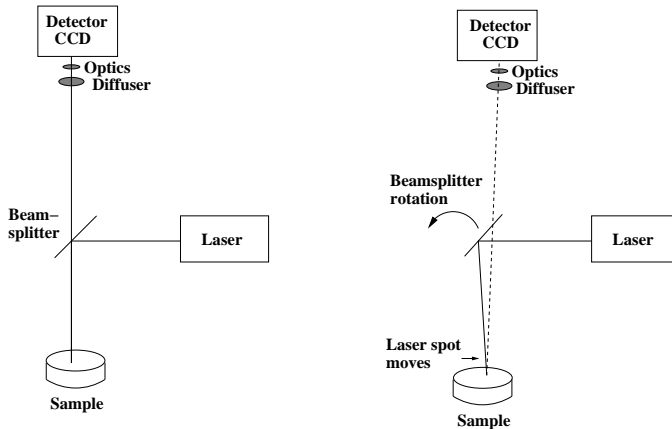 Detector
CCD
Optics
Diffuser
Beam–
splitter
Laser
Sample
Detector
CCD
Optics
Diffuser
Beamsplitter
rotation
Laser
Laser spot
moves
Sample